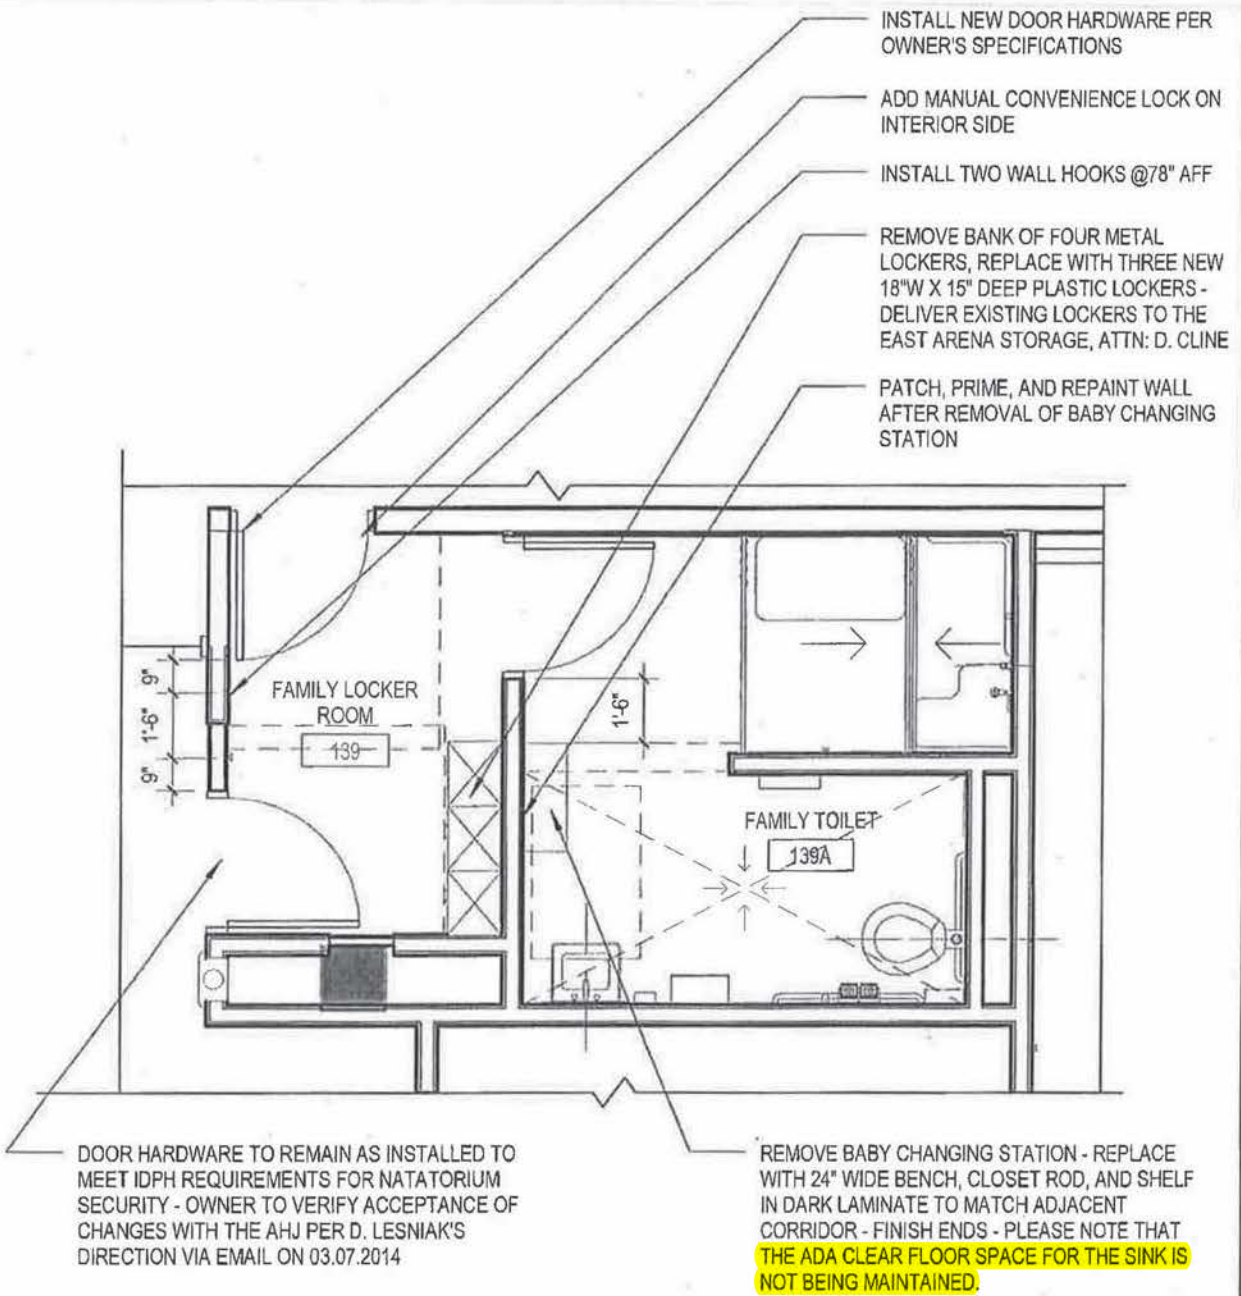 INSTALL NEW DOOR HARDWARE PER
OWNER'S SPECIFICATIONS
ADD MANUAL CONVENIENCE LOCK ON
INTERIOR SIDE
INSTALL TWO WALL HOOKS @78" AFF
REMOVE BANK OF FOUR METAL
LOCKERS, REPLACE WITH THREE NEW
18"W X 15" DEEP PLASTIC LOCKERS -
DELIVER EXISTING LOCKERS TO THE
EAST ARENA STORAGE, ATTN: D. CLINE
PATCH, PRIME, AND REPAINT WALL
AFTER REMOVAL OF BABY CHANGING
STATION
9"
1'-6"
9"
FAMILY LOCKER
ROOM
139
1'-6"
FAMILY TOILET
139A
DOOR HARDWARE TO REMAIN AS INSTALLED TO
MEET IDPH REQUIREMENTS FOR NATATORIUM
SECURITY - OWNER TO VERIFY ACCEPTANCE OF
CHANGES WITH THE AHJ PER D. LESNIAK'S
DIRECTION VIA EMAIL ON 03.07.2014
REMOVE BABY CHANGING STATION - REPLACE
WITH 24" WIDE BENCH, CLOSET ROD, AND SHELF
IN DARK LAMINATE TO MATCH ADJACENT
CORRIDOR - FINISH ENDS - PLEASE NOTE THAT
THE ADA CLEAR FLOOR SPACE FOR THE SINK IS
NOT BEING MAINTAINED.